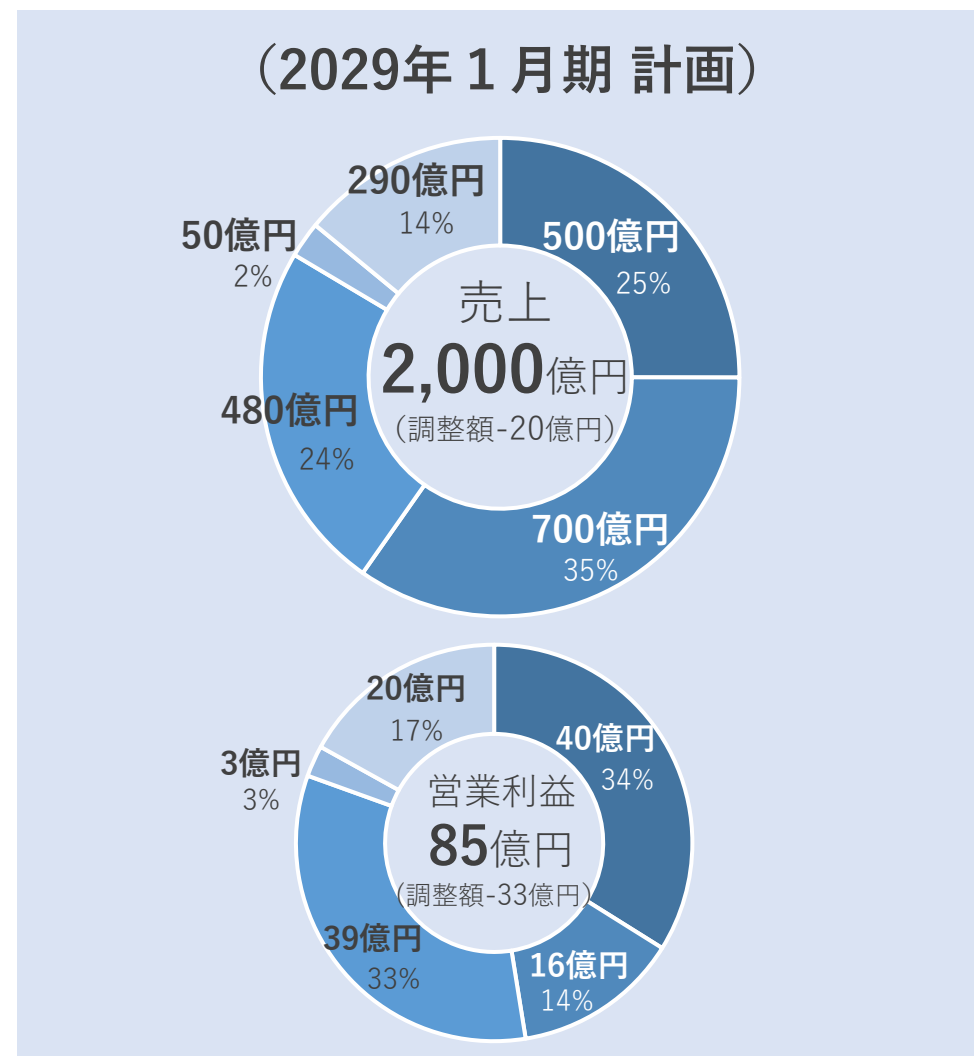 （2029年１月期 計画）
290億円
14%
500億円
25%
50億円
2%
売上
2,000億円
（調整額-20億円）
480億円
24%
700億円
35%
20億円
17%
40億円
34%
3億円
3%
営業利益
85億円
（調整額-33億円）
39億円
33%
16億円
14%